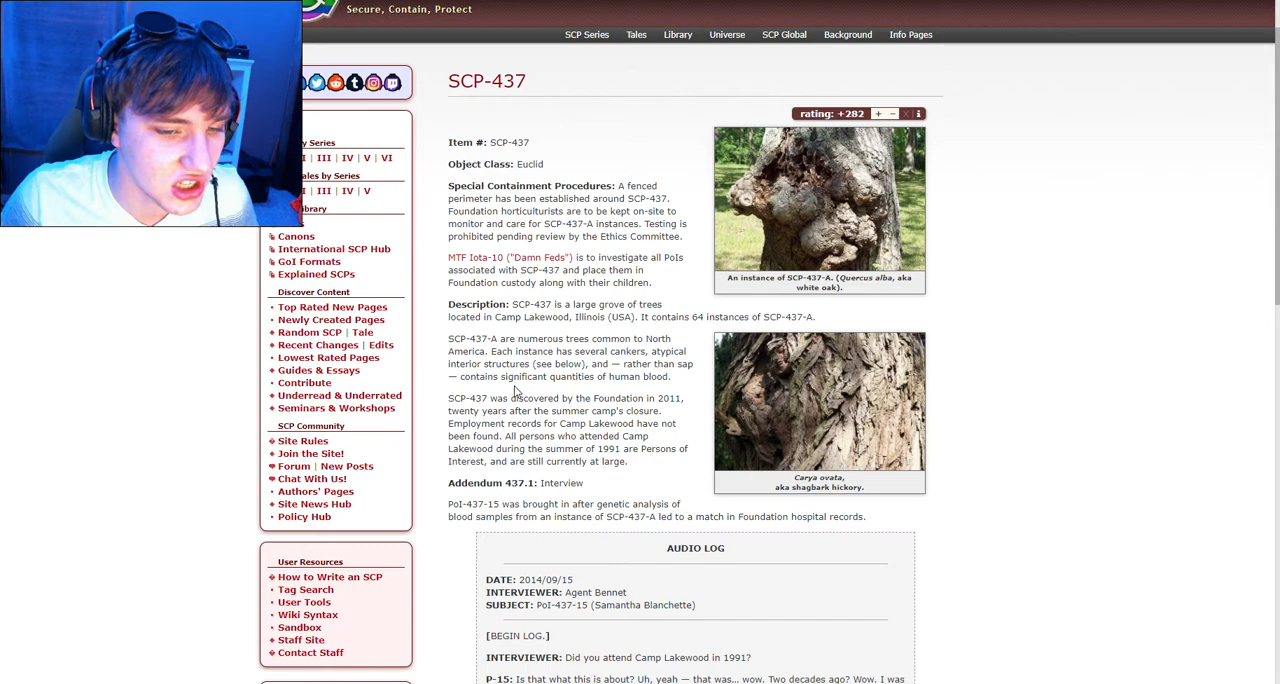 Secure, Contain, Protect
SCP Series Tales Library Universe SCP Global Background Info Pages
SCP-437
rating: +282 + − X i
Item #: SCP-437
Object Class: Euclid
Special Containment Procedures: A fenced
perimeter has been established around SCP-437.
Foundation horticulturists are to be kept on-site to
monitor and care for SCP-437-A instances. Testing is
prohibited pending review by the Ethics Committee.
MTF Iota-10 ("Damn Feds") is to investigate all PoIs
associated with SCP-437 and place them in
Foundation custody along with their children.
An instance of SCP-437-A. (Quercus alba, aka
white oak).
Description: SCP-437 is a large grove of trees
located in Camp Lakewood, Illinois (USA). It contains 64 instances of SCP-437-A.
SCP-437-A are numerous trees common to North
America. Each instance has several cankers, atypical
interior structures (see below), and — rather than sap
— contains significant quantities of human blood.
SCP-437 was discovered by the Foundation in 2011,
twenty years after the summer camp's closure.
Employment records for Camp Lakewood have not
been found. All persons who attended Camp
Lakewood during the summer of 1991 are Persons of
Interest, and are still currently at large.
Carya ovata,
aka shagbark hickory.
Addendum 437.1: Interview
PoI-437-15 was brought in after genetic analysis of
blood samples from an instance of SCP-437-A led to a match in Foundation hospital records.
AUDIO LOG
DATE: 2014/09/15
INTERVIEWER: Agent Bennet
SUBJECT: PoI-437-15 (Samantha Blanchette)
[BEGIN LOG.]
INTERVIEWER: Did you attend Camp Lakewood in 1991?
P-15: Is that what this is about? Uh, yeah — that was… wow. Two decades ago? Wow. I was
y Series
I | III | IV | V | VI
ales by Series
I | III | IV | V
ibrary
Canons
International SCP Hub
GoI Formats
Explained SCPs
Discover Content
Top Rated New Pages
Newly Created Pages
Random SCP | Tale
Recent Changes | Edits
Lowest Rated Pages
Guides & Essays
Contribute
Underread & Underrated
Seminars & Workshops
SCP Community
Site Rules
Join the Site!
Forum | New Posts
Chat With Us!
Authors' Pages
Site News Hub
Policy Hub
User Resources
How to Write an SCP
Tag Search
User Tools
Wiki Syntax
Sandbox
Staff Site
Contact Staff